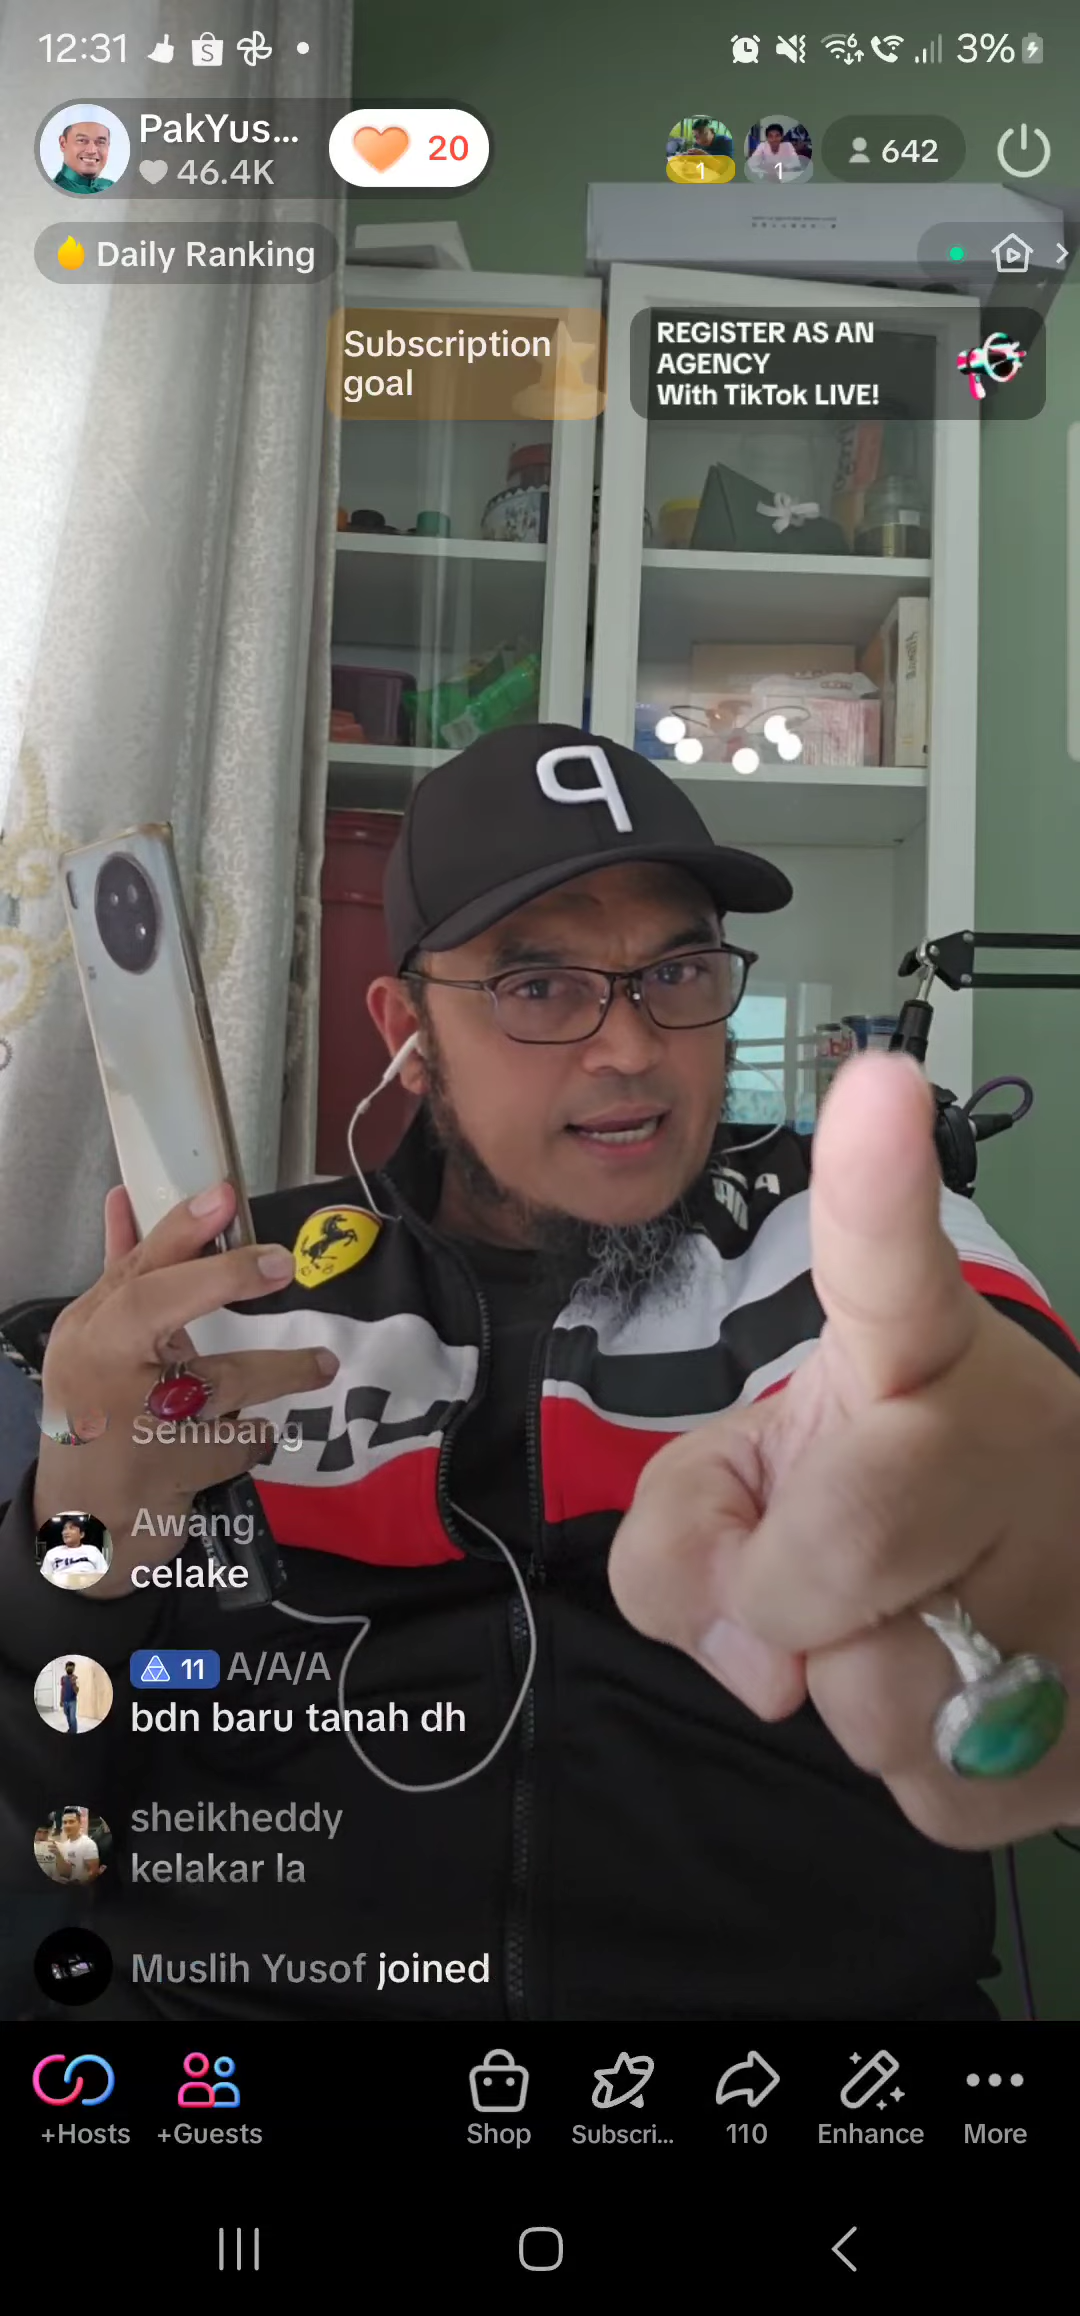 12:31
3%
PakYus...
46.4K
20
1
1
642
Daily Ranking
Subscription
goal
REGISTER AS AN
AGENCY
With TikTok LIVE!
Sembang
Awang
celake
11 A/A/A
bdn baru tanah dh
sheikheddy
kelakar la
Muslih Yusof joined
+Hosts
+Guests
Shop
Subscri...
110
Enhance
More